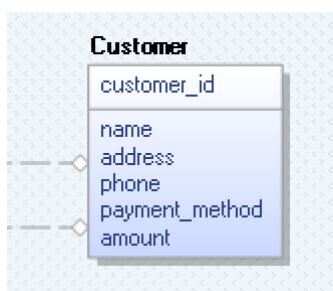 Customer
customer_id
name
address
phone
payment_method
amount